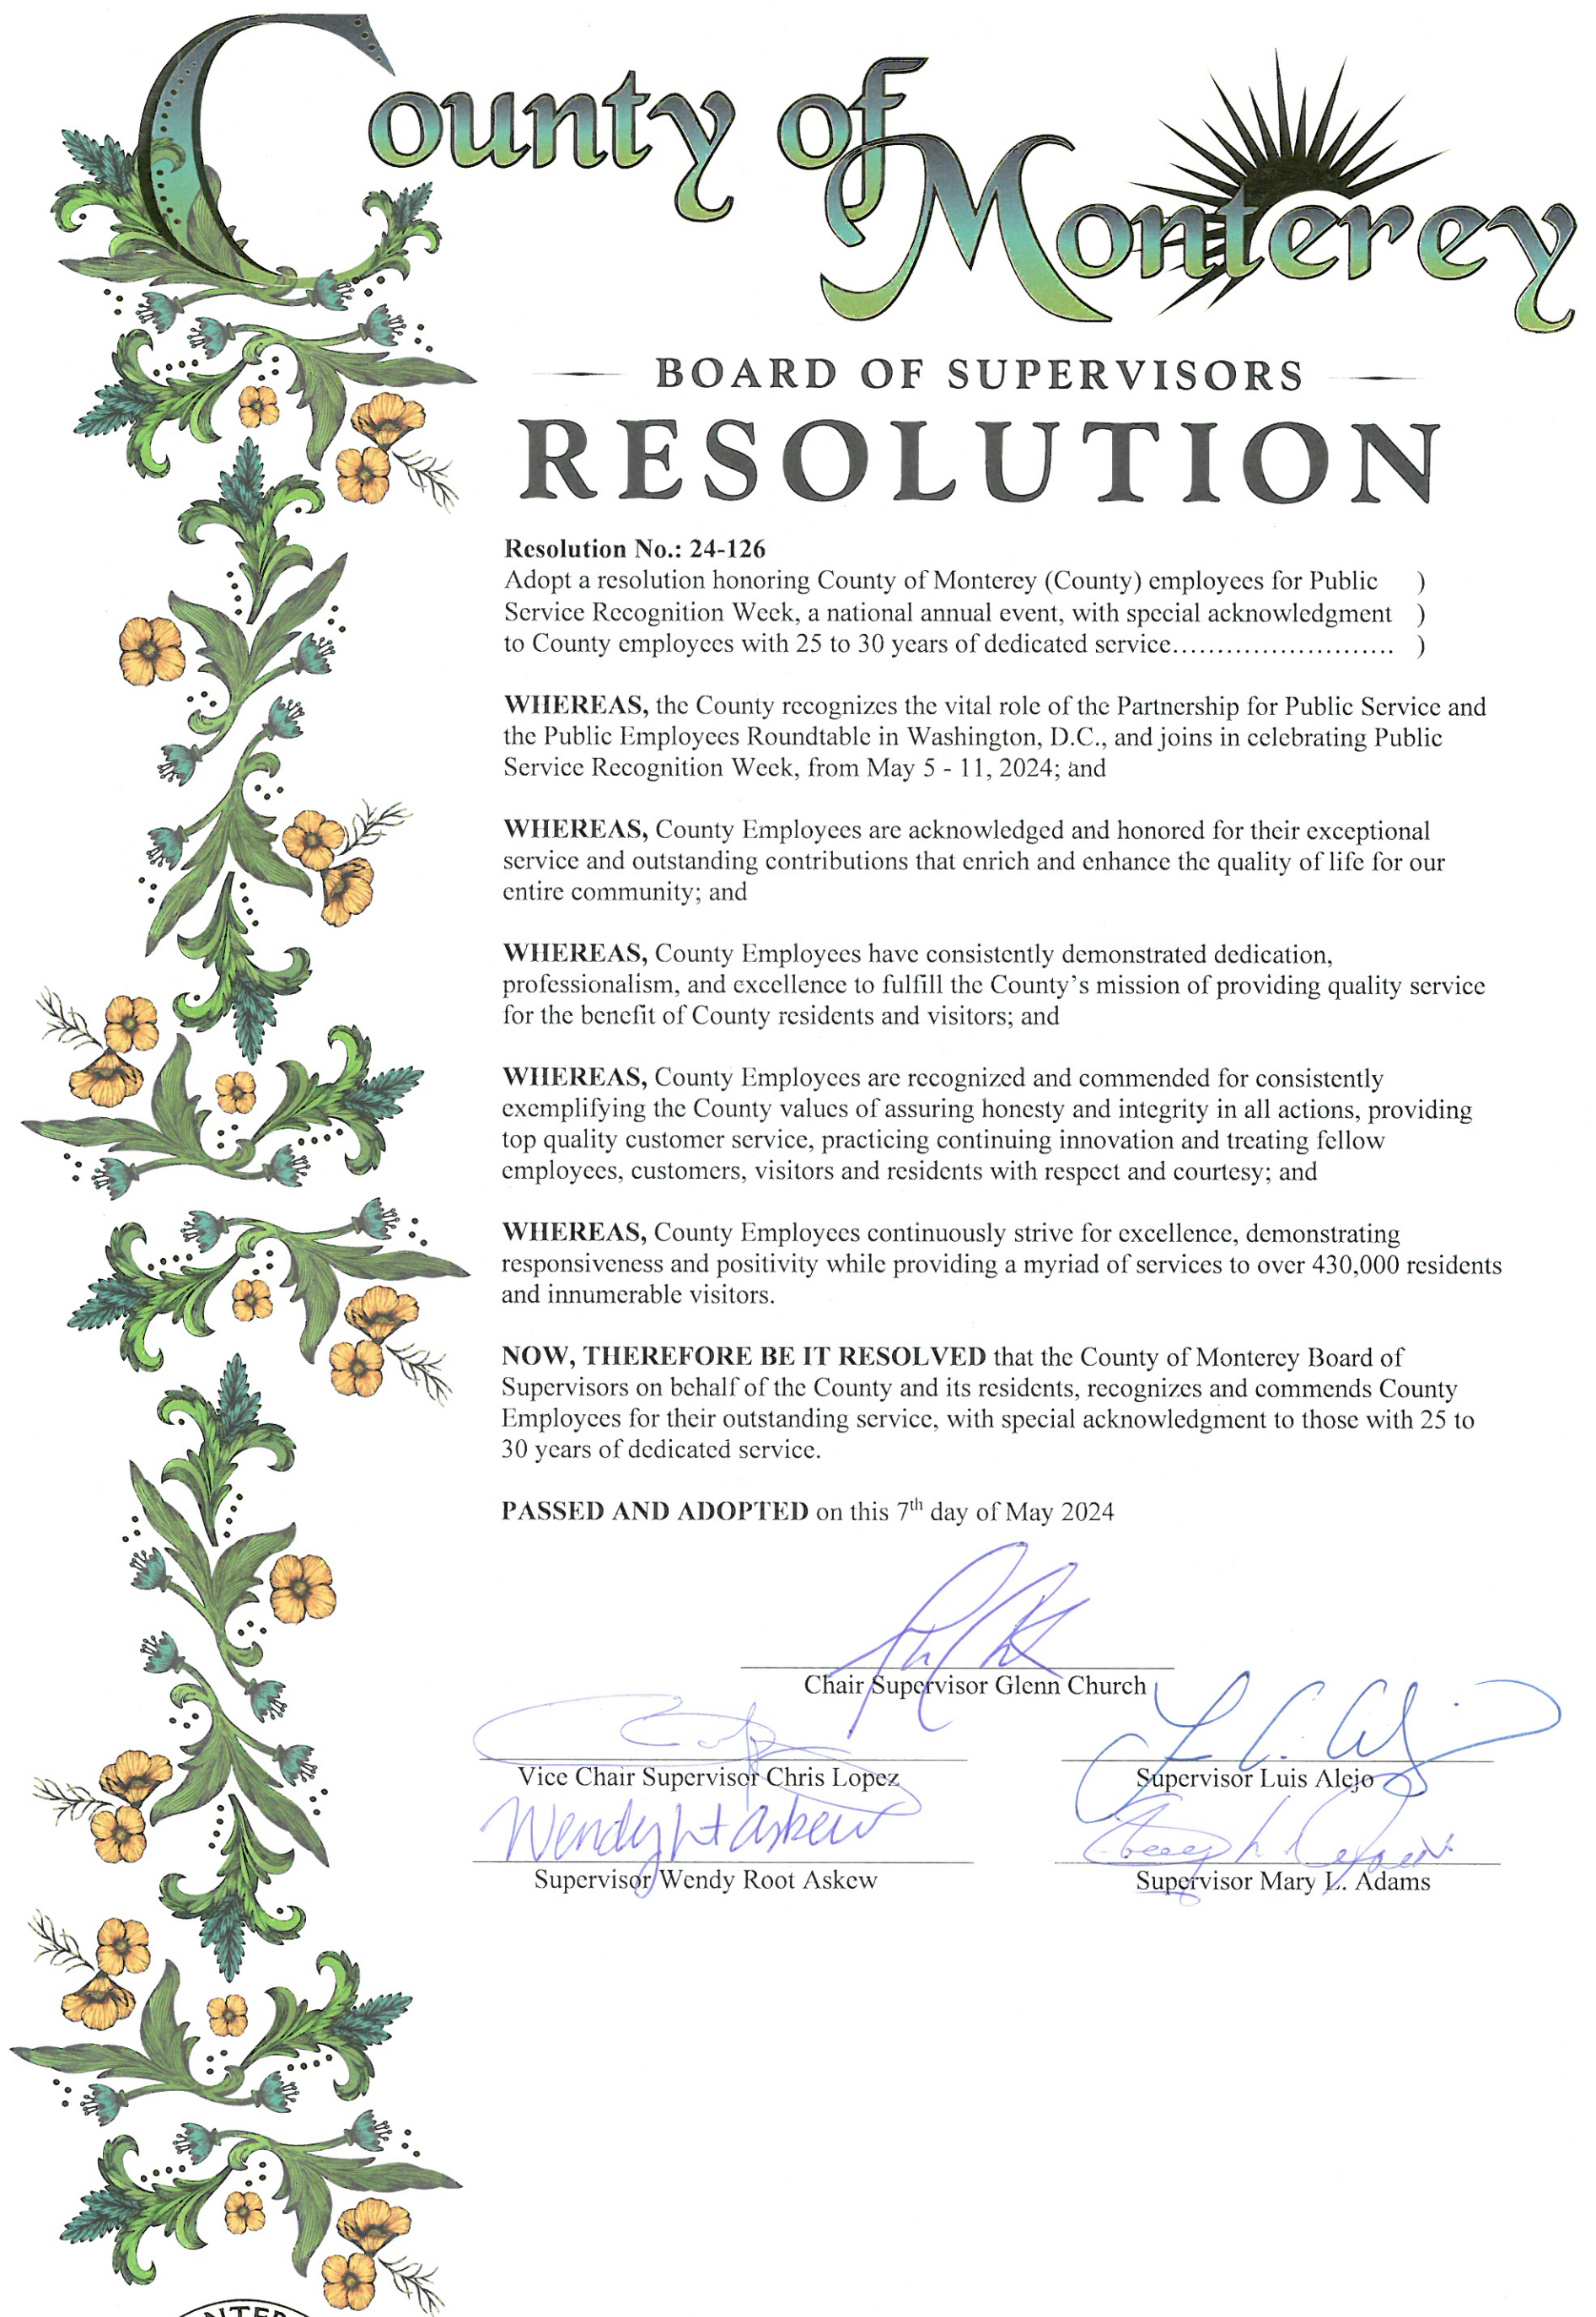 County of
Monterey
BOARD OF SUPERVISORS
RESOLUTION
Resolution No.: 24-126
Adopt a resolution honoring County of Monterey (County) employees for Public )
Service Recognition Week, a national annual event, with special acknowledgment )
to County employees with 25 to 30 years of dedicated service......................... )
WHEREAS, the County recognizes the vital role of the Partnership for Public Service and
the Public Employees Roundtable in Washington, D.C., and joins in celebrating Public
Service Recognition Week, from May 5 - 11, 2024; and
WHEREAS, County Employees are acknowledged and honored for their exceptional
service and outstanding contributions that enrich and enhance the quality of life for our
entire community; and
WHEREAS, County Employees have consistently demonstrated dedication,
professionalism, and excellence to fulfill the County's mission of providing quality service
for the benefit of County residents and visitors; and
WHEREAS, County Employees are recognized and commended for consistently
exemplifying the County values of assuring honesty and integrity in all actions, providing
top quality customer service, practicing continuing innovation and treating fellow
employees, customers, visitors and residents with respect and courtesy; and
WHEREAS, County Employees continuously strive for excellence, demonstrating
responsiveness and positivity while providing a myriad of services to over 430,000 residents
and innumerable visitors.
NOW, THEREFORE BE IT RESOLVED that the County of Monterey Board of
Supervisors on behalf of the County and its residents, recognizes and commends County
Employees for their outstanding service, with special acknowledgment to those with 25 to
30 years of dedicated service.
PASSED AND ADOPTED on this 7th day of May 2024
Chair Supervisor Glenn Church
Vice Chair Supervisor Chris Lopez
Supervisor Luis Alejo
Wendy Root Askew
Supervisor Wendy Root Askew
Supervisor Mary L. Adams